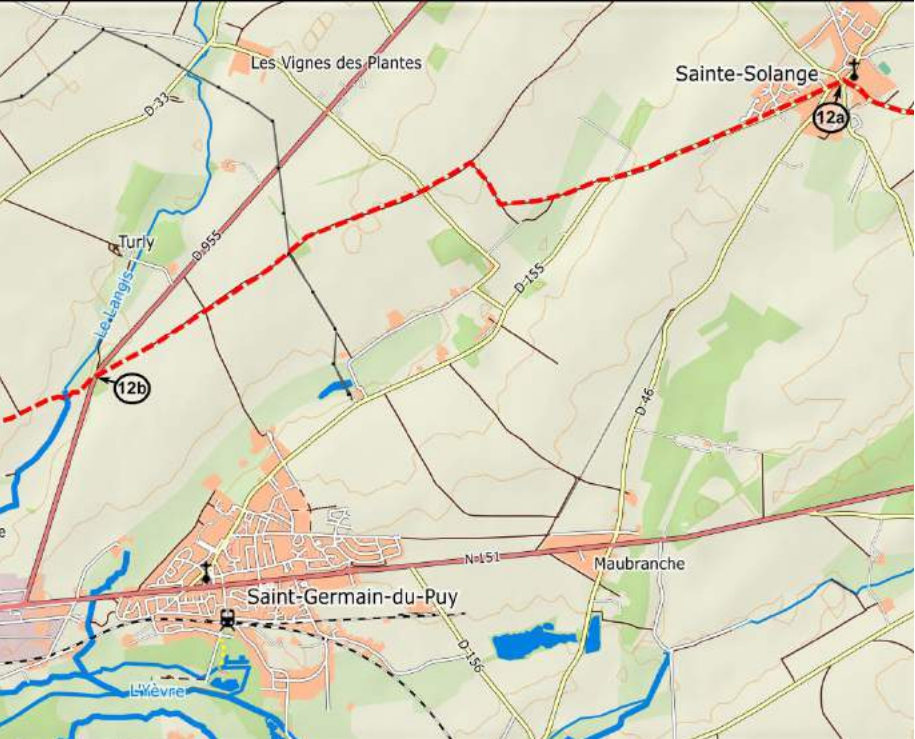 Les Vignes des Plantes
Sainte-Solange
D-33
12a
Turly
D-955
D-155
Le Langis
12b
D-46
N 151
Maubranche
Saint-Germain-du-Puy
D-156
L'Yèvre
e